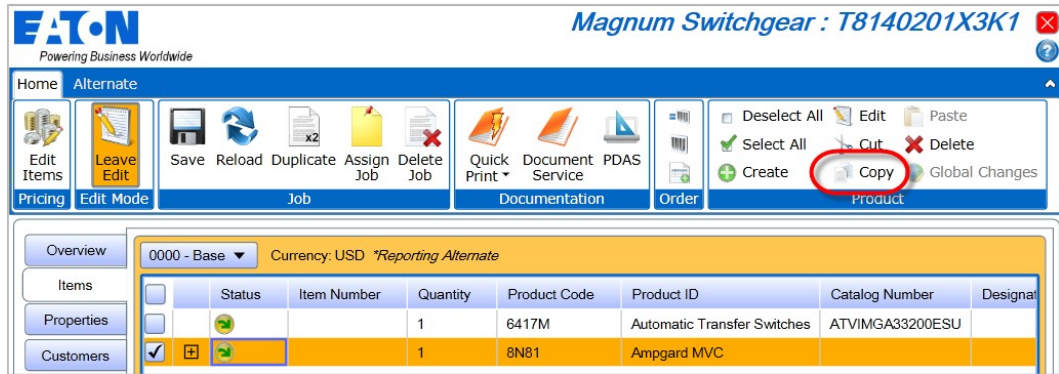 EATON
Powering Business Worldwide
Magnum Switchgear : T8140201X3K1
Home Alternate
Edit Items
Leave Edit
Save Reload Duplicate x2 Assign Job Delete Job
Quick Print Document Service PDAS
Deselect All Edit Paste
Select All Cut Delete
Create Copy Global Changes
Pricing Edit Mode Job Documentation Order Product
Overview
Items
Properties
Customers
0000 - Base Currency: USD *Reporting Alternate
Status Item Number Quantity Product Code Product ID Catalog Number Designat
1 6417M Automatic Transfer Switches ATVIMGA33200ESU
1 8N81 Ampgard MVC